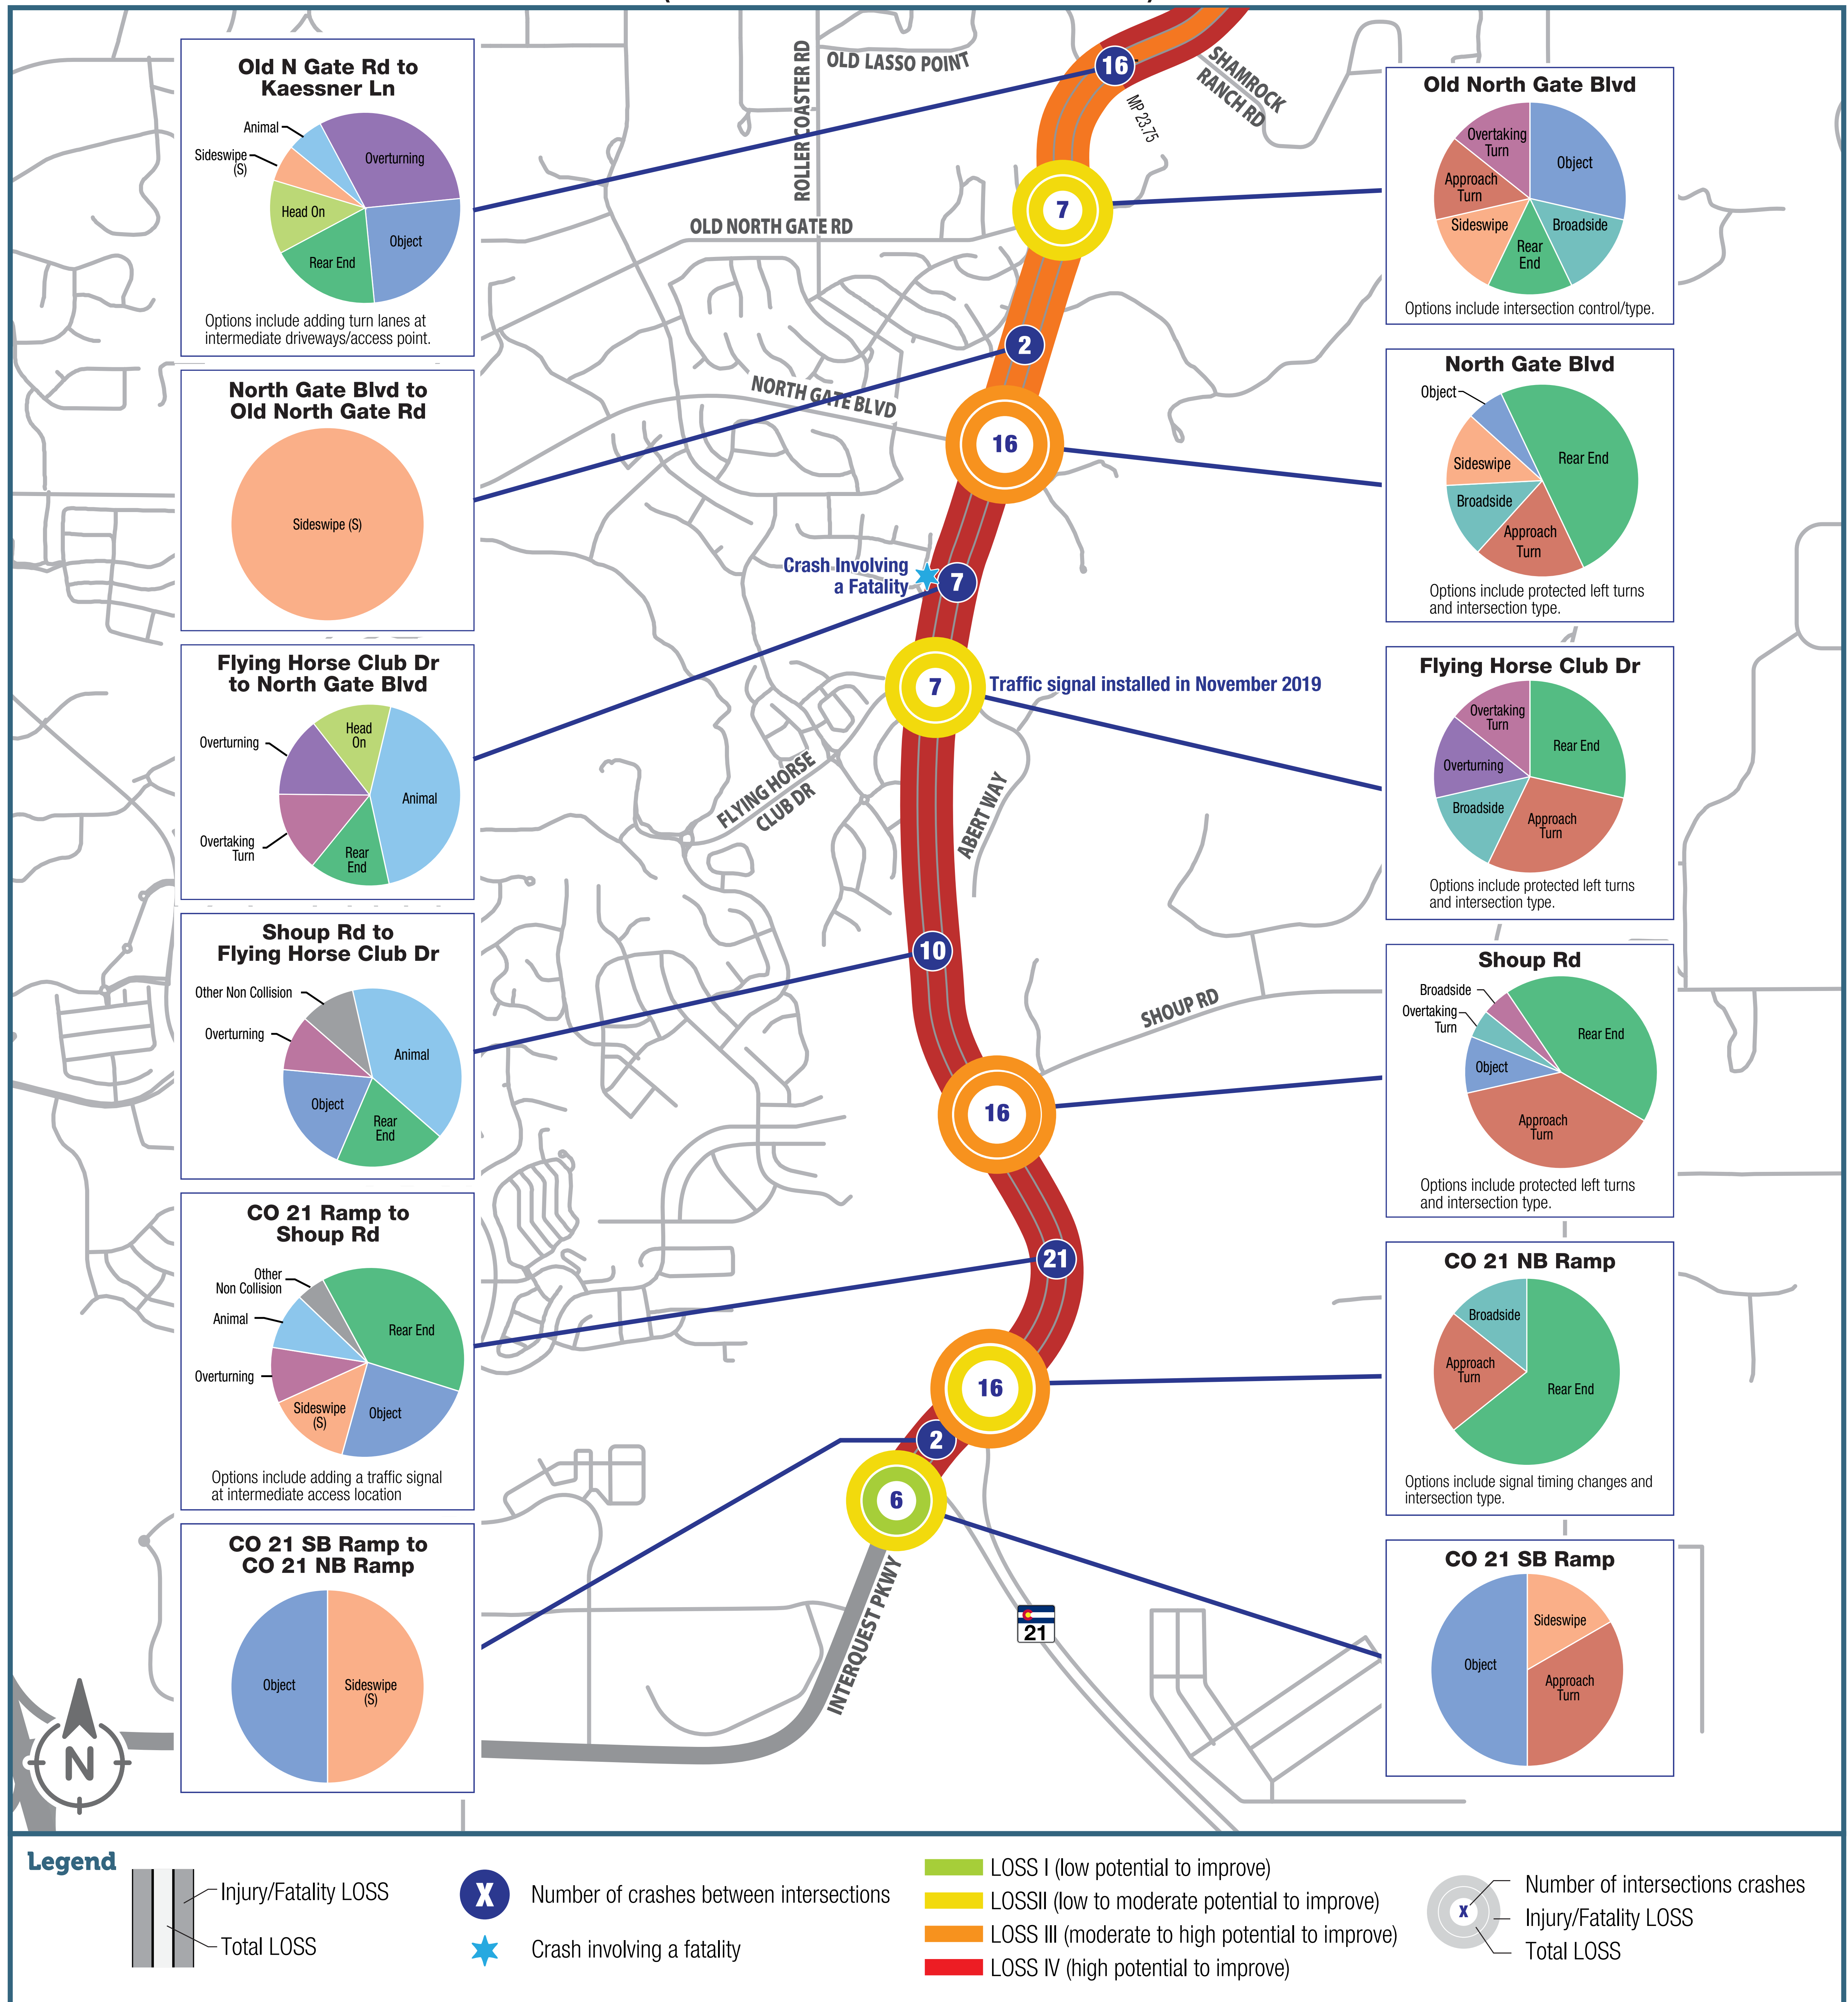 Old N Gate Rd to
Kaessner Ln
Animal
Sideswipe
(S)
Overturning
Head On
Object
Rear End
Options include adding turn lanes at
intermediate driveways/access point.
North Gate Blvd to
Old North Gate Rd
Sideswipe (S)
Flying Horse Club Dr
to North Gate Blvd
Head
On
Overturning
Animal
Overtaking
Turn
Rear
End
Shoup Rd to
Flying Horse Club Dr
Other Non Collision
Overturning
Animal
Object
Rear
End
CO 21 Ramp to
Shoup Rd
Other
Non Collision
Animal
Rear End
Overturning
Sideswipe
(S)
Object
Options include adding a traffic signal
at intermediate access location
CO 21 SB Ramp to
CO 21 NB Ramp
Object
Sideswipe
(S)
N
ROLLER COASTER RD
OLD LASSO POINT
SHAMROCK
RANCH RD
16
MP 23.75
7
OLD NORTH GATE RD
2
NORTH GATE BLVD
16
Crash Involving
a Fatality
7
7
Traffic signal installed in November 2019
FLYING HORSE
CLUB DR
ABERT WAY
10
SHOUP RD
16
21
16
2
6
INTERQUEST PKWY
21
Old North Gate Blvd
Overtaking
Turn
Object
Approach
Turn
Sideswipe
Broadside
Rear
End
Options include intersection control/type.
North Gate Blvd
Object
Rear End
Sideswipe
Broadside
Approach
Turn
Options include protected left turns
and intersection type.
Flying Horse Club Dr
Overtaking
Turn
Rear End
Overturning
Broadside
Approach
Turn
Options include protected left turns
and intersection type.
Shoup Rd
Broadside
Overtaking
Turn
Rear End
Object
Approach
Turn
Options include protected left turns
and intersection type.
CO 21 NB Ramp
Broadside
Approach
Turn
Rear End
Options include signal timing changes and
intersection type.
CO 21 SB Ramp
Sideswipe
Object
Approach
Turn
Legend
Injury/Fatality LOSS
Total LOSS
X
Number of crashes between intersections
Crash involving a fatality
LOSS I (low potential to improve)
LOSSII (low to moderate potential to improve)
LOSS III (moderate to high potential to improve)
LOSS IV (high potential to improve)
X
Number of intersections crashes
Injury/Fatality LOSS
Total LOSS